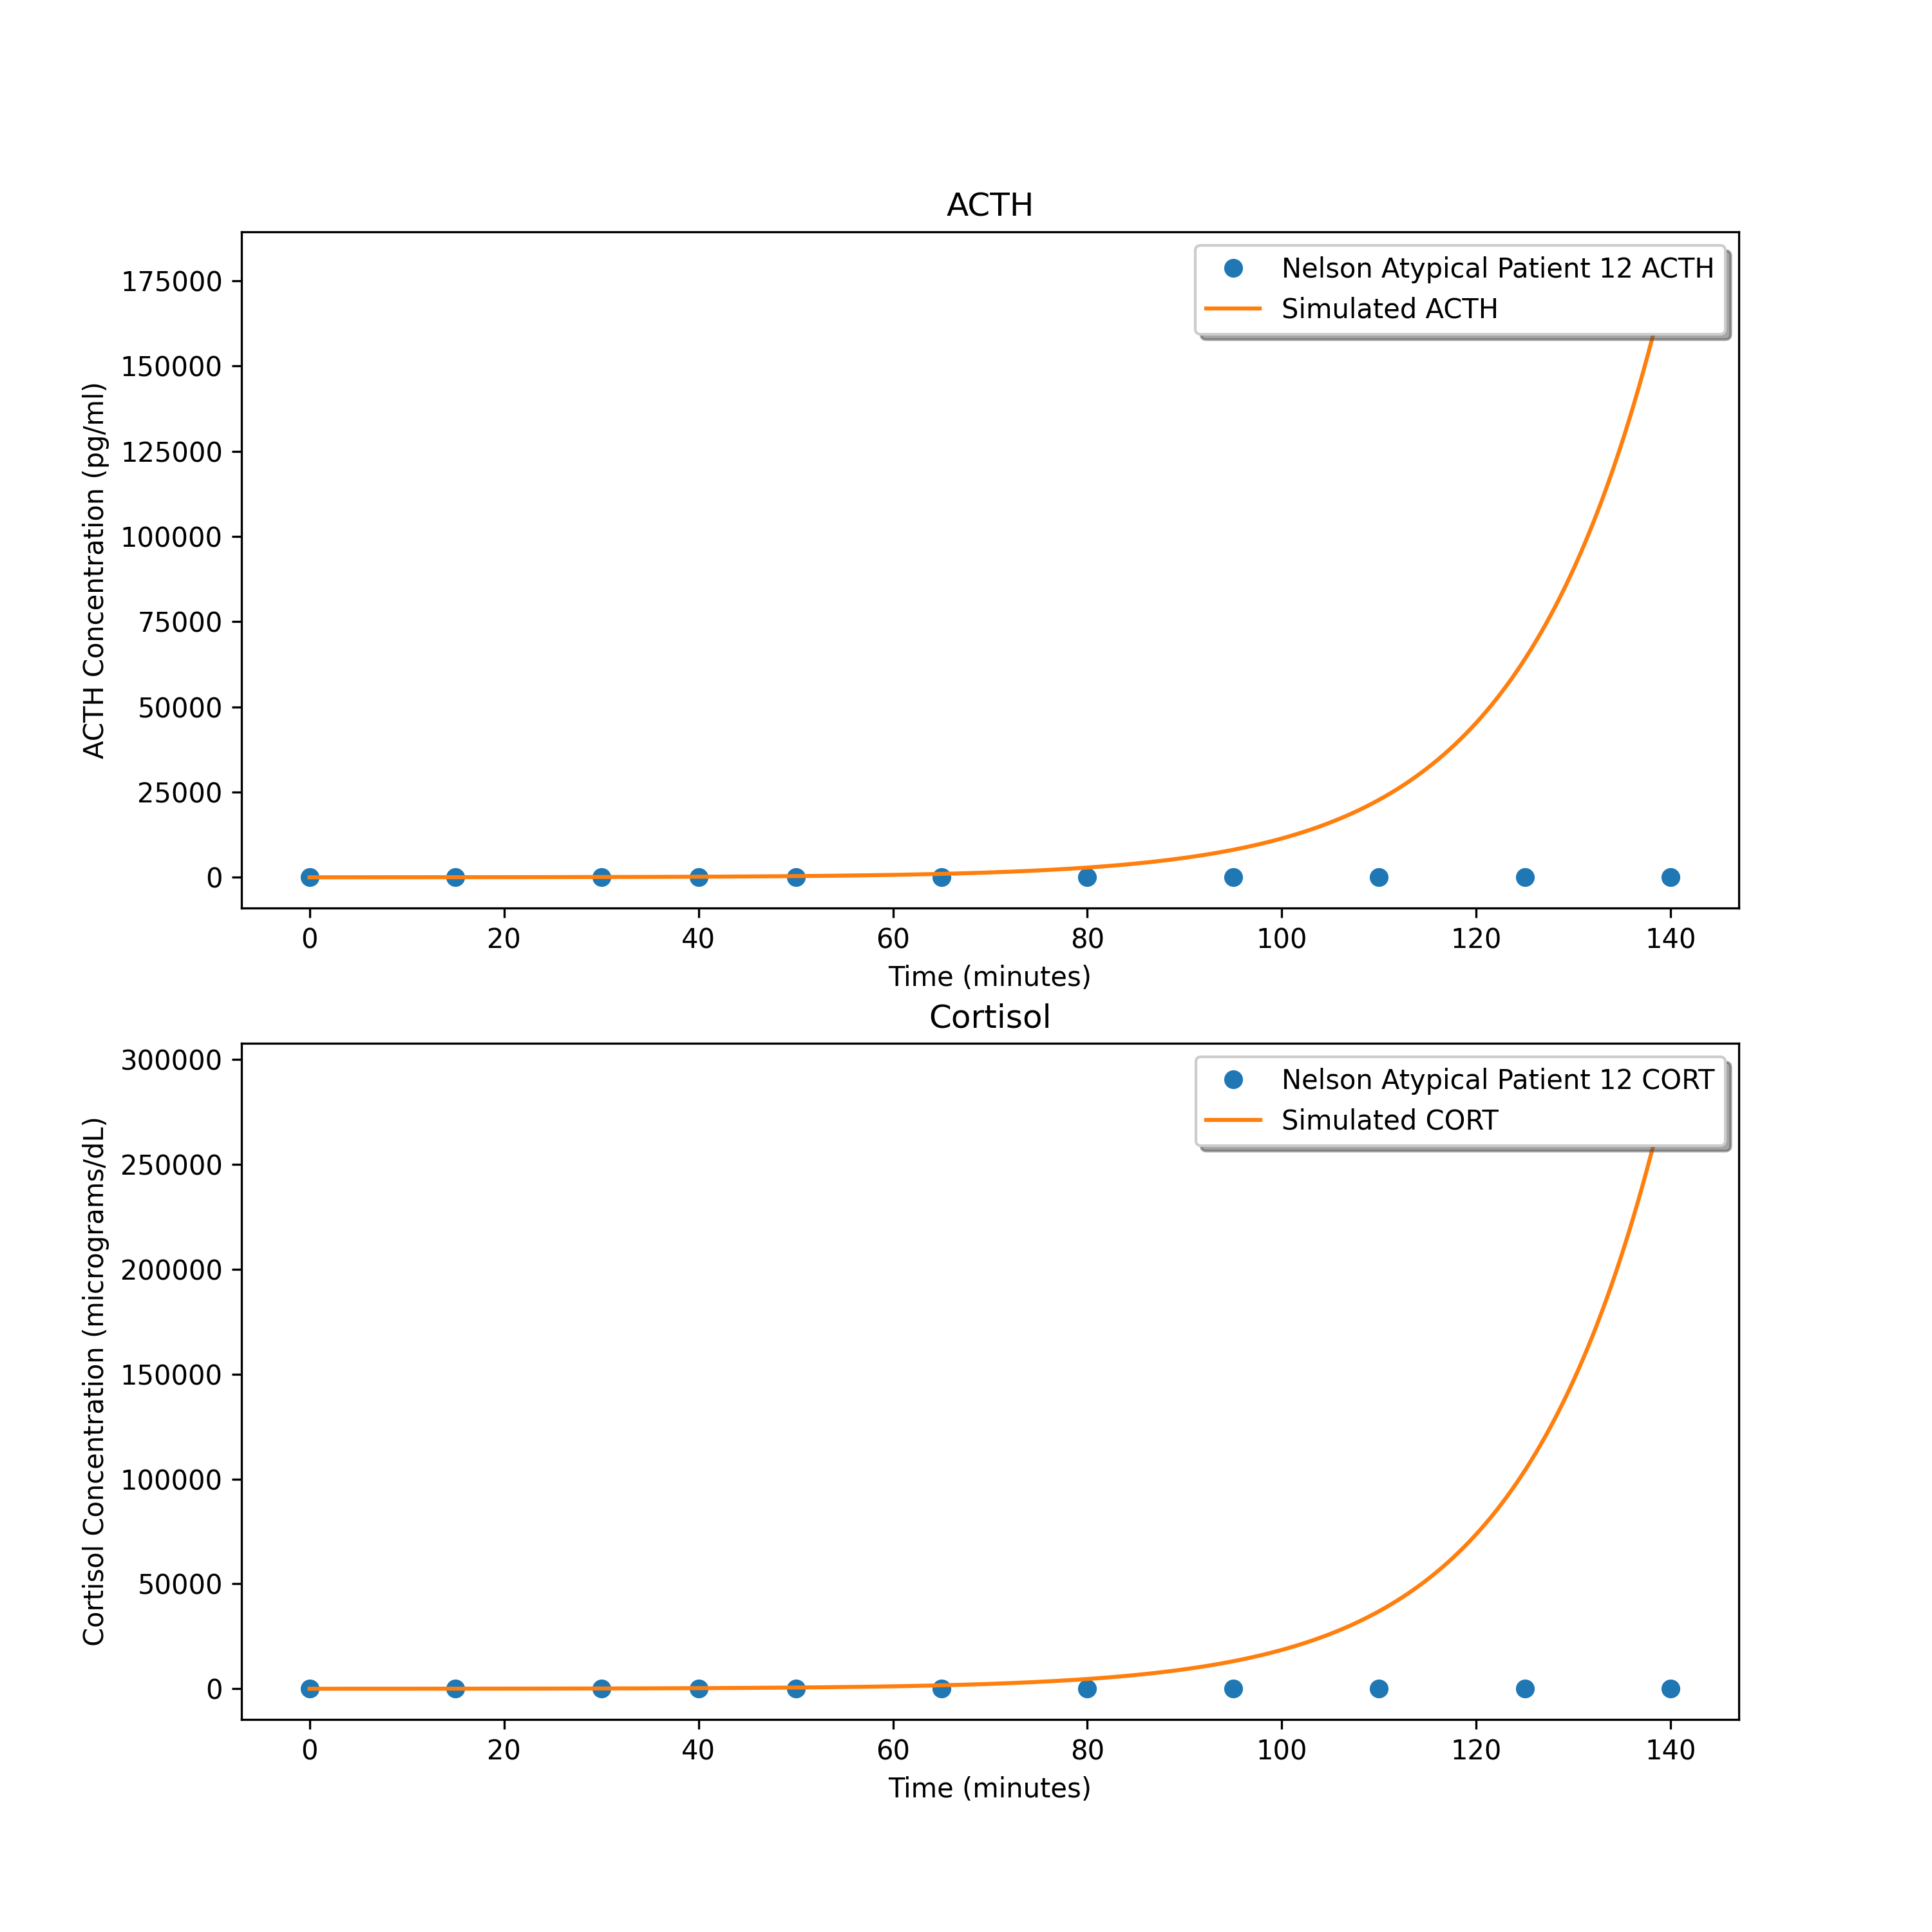 ACTH
Nelson Atypical Patient 12 ACTH
Simulated ACTH
ACTH Concentration (pg/ml)
175000
150000
125000
100000
75000
50000
25000
0
0 20 40 60 80 100 120 140
Time (minutes)
Cortisol
Nelson Atypical Patient 12 CORT
Simulated CORT
Cortisol Concentration (micrograms/dL)
300000
250000
200000
150000
100000
50000
0
0 20 40 60 80 100 120 140
Time (minutes)